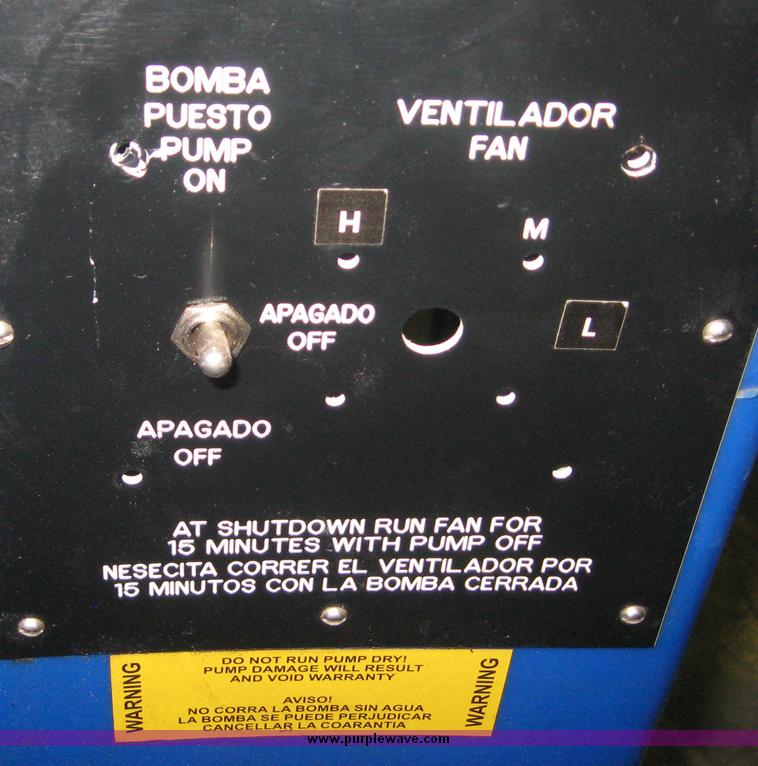 BOMBA
PUESTO
PUMP
ON
VENTILADOR
FAN
H
M
APAGADO
OFF
L
APAGADO
OFF
AT SHUTDOWN RUN FAN FOR
15 MINUTES WITH PUMP OFF
NESECITA CORRER EL VENTILADOR POR
15 MINUTOS CON LA BOMBA CERRADA
WARNING
DO NOT RUN PUMP DRY!
PUMP DAMAGE WILL RESULT
AND VOID WARRANTY
AVISO!
NO CORRA LA BOMBA SIN AGUA
LA BOMBA SE PUEDE PERJUDICAR
CANCELLAR LA COARANTIA
WARNING
www.purplewave.com